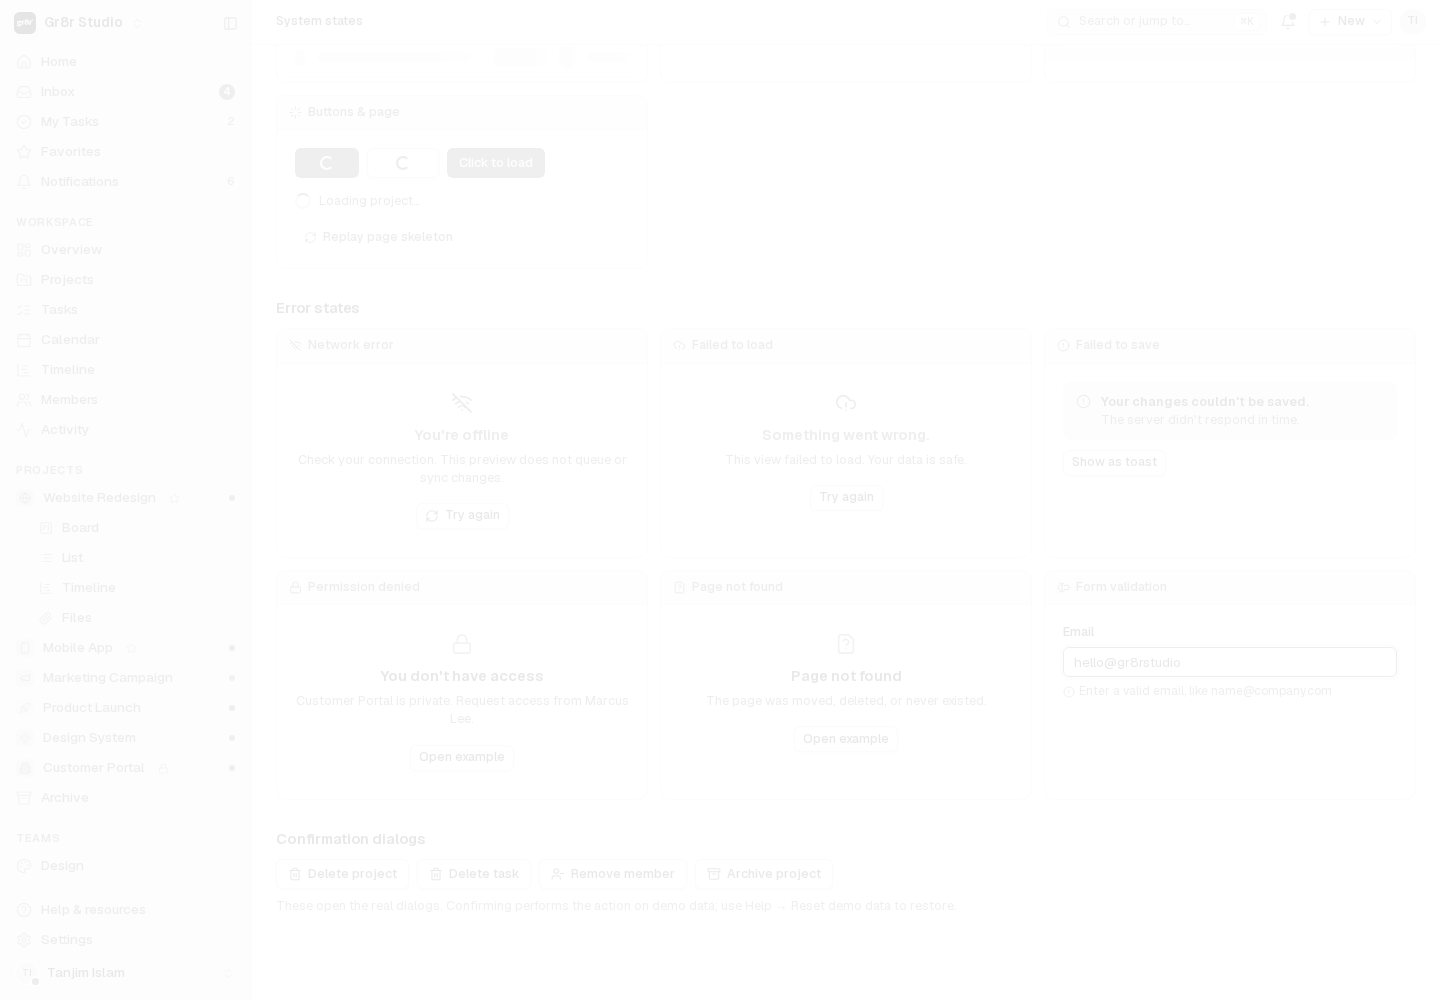 gr8r
Gr8r Studio
System states
Search or jump to...
⌘K
New
TI
Home
Inbox
4
My Tasks
2
Favorites
Notifications
6
WORKSPACE
Overview
Projects
Tasks
Calendar
Timeline
Members
Activity
PROJECTS
Website Redesign
Board
List
Timeline
Files
Mobile App
Marketing Campaign
Product Launch
Design System
Customer Portal
Archive
TEAMS
Design
Help & resources
Settings
TI
Tanjim Islam
Buttons & page
Click to load
Loading project...
Replay page skeleton
Error states
Network error
You're offline
Check your connection. This preview does not queue or
sync changes.
Try again
Failed to load
Something went wrong.
This view failed to load. Your data is safe.
Try again
Failed to save
Your changes couldn't be saved.
The server didn't respond in time.
Show as toast
Permission denied
You don't have access
Customer Portal is private. Request access from Marcus
Lee.
Open example
Page not found
Page not found
The page was moved, deleted, or never existed.
Open example
Form validation
Email
hello@gr8rstudio
Enter a valid email, like name@company.com
Confirmation dialogs
Delete project
Delete task
Remove member
Archive project
These open the real dialogs. Confirming performs the action on demo data; use Help → Reset demo data to restore.